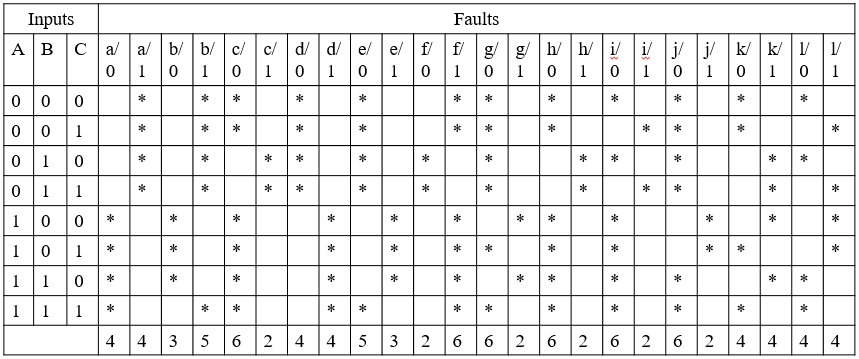 Inputs Faults
A B C a/ a/ b/ b/ c/ c/ d/ d/ e/ e/ f/ f/ g/ g/ h/ h/ i/ i/ j/ j/ k/ k/ l/ l/
0 1 0 1 0 1 0 1 0 1 0 1 0 1 0 1 0 1 0 1 0 1 0 1
0 0 0 * * * * * * * * * * * *
0 0 1 * * * * * * * * * * * *
0 1 0 * * * * * * * * * * * *
0 1 1 * * * * * * * * * * * *
1 0 0 * * * * * * * * * * * *
1 0 1 * * * * * * * * * * * *
1 1 0 * * * * * * * * * * * *
1 1 1 * * * * * * * * * * * *
4 4 3 5 6 2 4 4 5 3 2 6 6 2 6 2 6 2 6 2 4 4 4 4